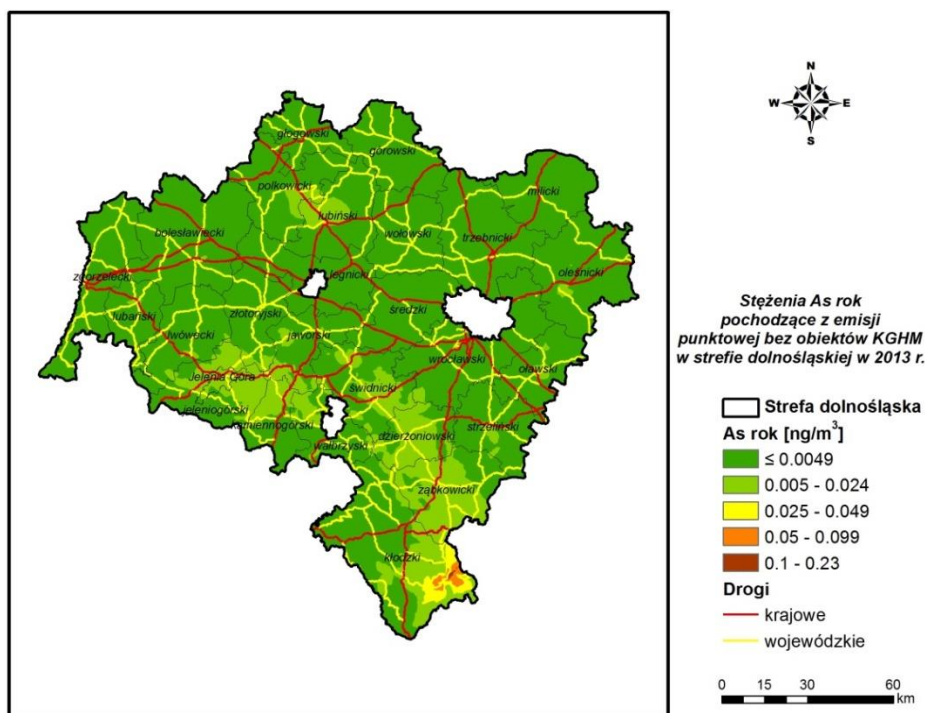 głogowski
górowski
polkowicki
lubiński
milicki
bolesławiecki
wołowski
trzebnicki
zgorzelecki
legnicki
oleśnicki
lubański
złotoryjski
średzki
lwówecki
jaworski
wrocławski
Jelenia Góra
świdnicki
oławski
jeleniogórski
kamiennogórski
strzeliński
wałbrzyski
dzierżoniowski
ząbkowicki
kłodzki
N
W E
S
Stężenia As rok
pochodzące z emisji
punktowej bez obiektów KGHM
w strefie dolnośląskiej w 2013 r.
Strefa dolnośląska
As rok [ng/m³]
≤ 0.0049
0.005 - 0.024
0.025 - 0.049
0.05 - 0.099
0.1 - 0.23
Drogi
krajowe
wojewódzkie
0 15 30 60
km